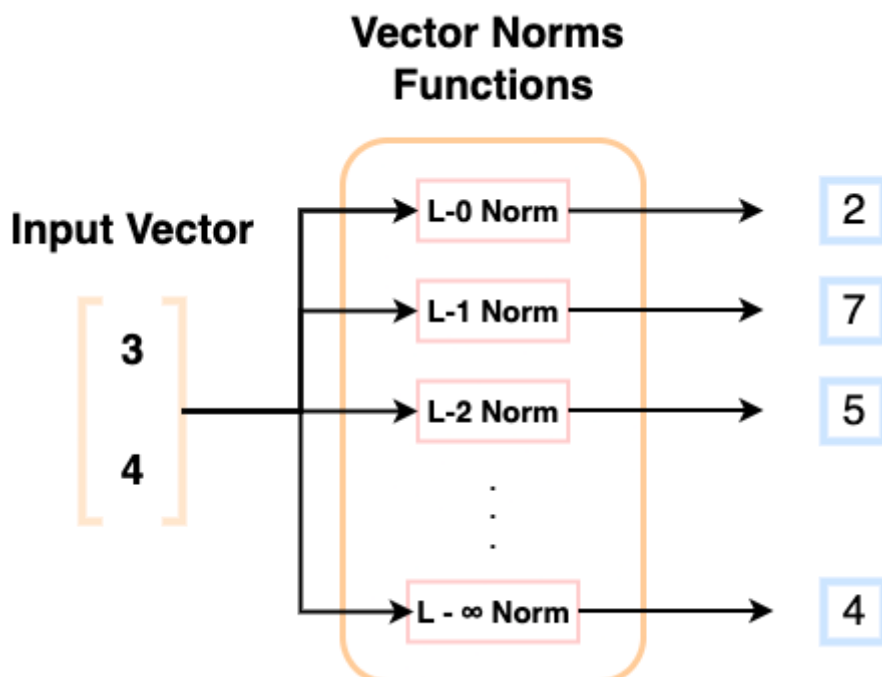 Vector Norms
Functions
Input Vector
3
4
L-0 Norm
2
L-1 Norm
7
L-2 Norm
5
.
.
.
L - ∞ Norm
4